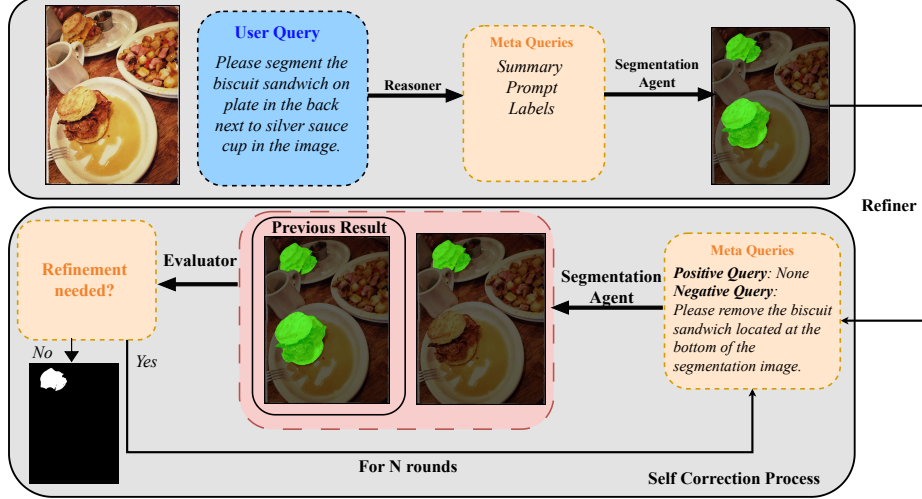 User Query
Please segment the
biscuit sandwich on
plate in the back
next to silver sauce
cup in the image.
Reasoner
Meta Queries
Summary
Prompt
Labels
Segmentation
Agent
Refiner
Refinement
needed?
Evaluator
Previous Result
Segmentation
Agent
Meta Queries
Positive Query: None
Negative Query:
Please remove the biscuit
sandwich located at the
bottom of the
segmentation image.
No
Yes
For N rounds
Self Correction Process